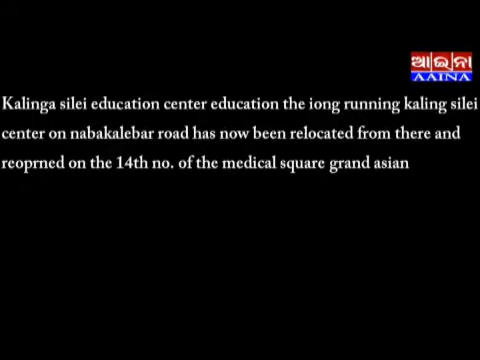 ଆଇନା
AAINA
Kalinga silei education center education the iong running kaling silei
center on nabakalebar road has now been relocated from there and
reoprned on the 14th no. of the medical square grand asian